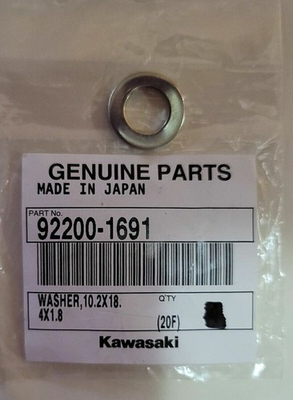 GENUINE PARTS
MADE IN JAPAN
PART No.
92200-1691
WASHER,10.2X18.
4X1.8
Q'TY
(20F)
Kawasaki